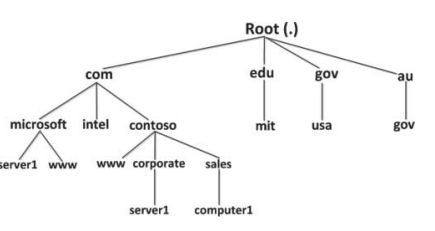 Root (.)
com edu gov au
microsoft intel contoso mit usa gov
server1 www www corporate sales
server1 computer1